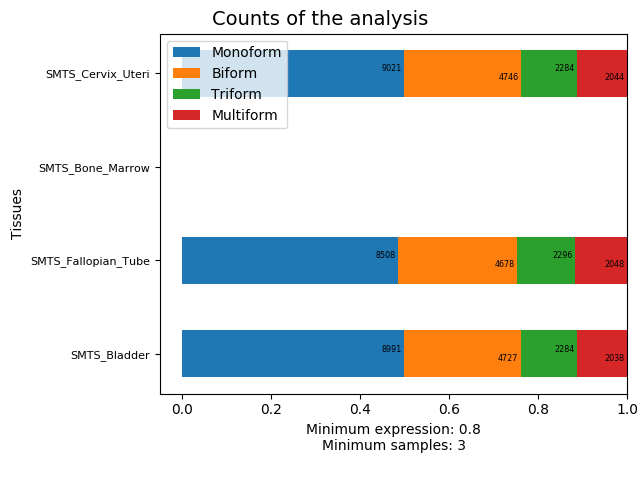 Counts of the analysis
Monoform
Biform
Triform
Multiform
SMTS_Cervix_Uteri
9021
4746
2284
2044
SMTS_Bone_Marrow
Tissues
SMTS_Fallopian_Tube
8508
4678
2296
2048
SMTS_Bladder
8991
4727
2284
2038
0.0 0.2 0.4 0.6 0.8 1.0
Minimum expression: 0.8
Minimum samples: 3